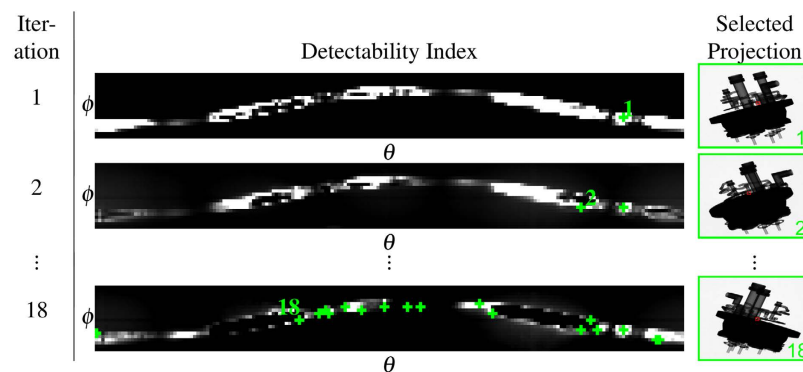 Iter-
ation
Detectability Index
Selected
Projection
1
ϕ
1
1
θ
2
ϕ
2
2
θ
⋮
⋮
⋮
18
ϕ
18
18
θ